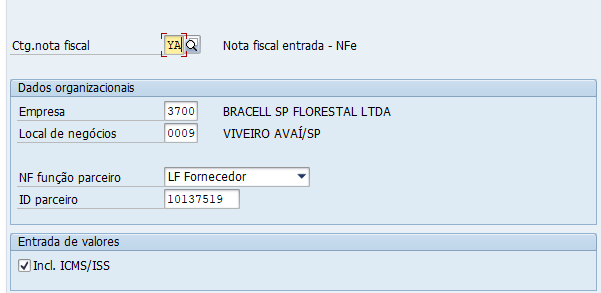 Ctg.nota fiscal YA Nota fiscal entrada - NFe
Dados organizacionais
Empresa 3700 BRACELL SP FLORESTAL LTDA
Local de negócios 0009 VIVEIRO AVAÍ/SP
NF função parceiro LF Fornecedor
ID parceiro 10137519
Entrada de valores
Incl. ICMS/ISS